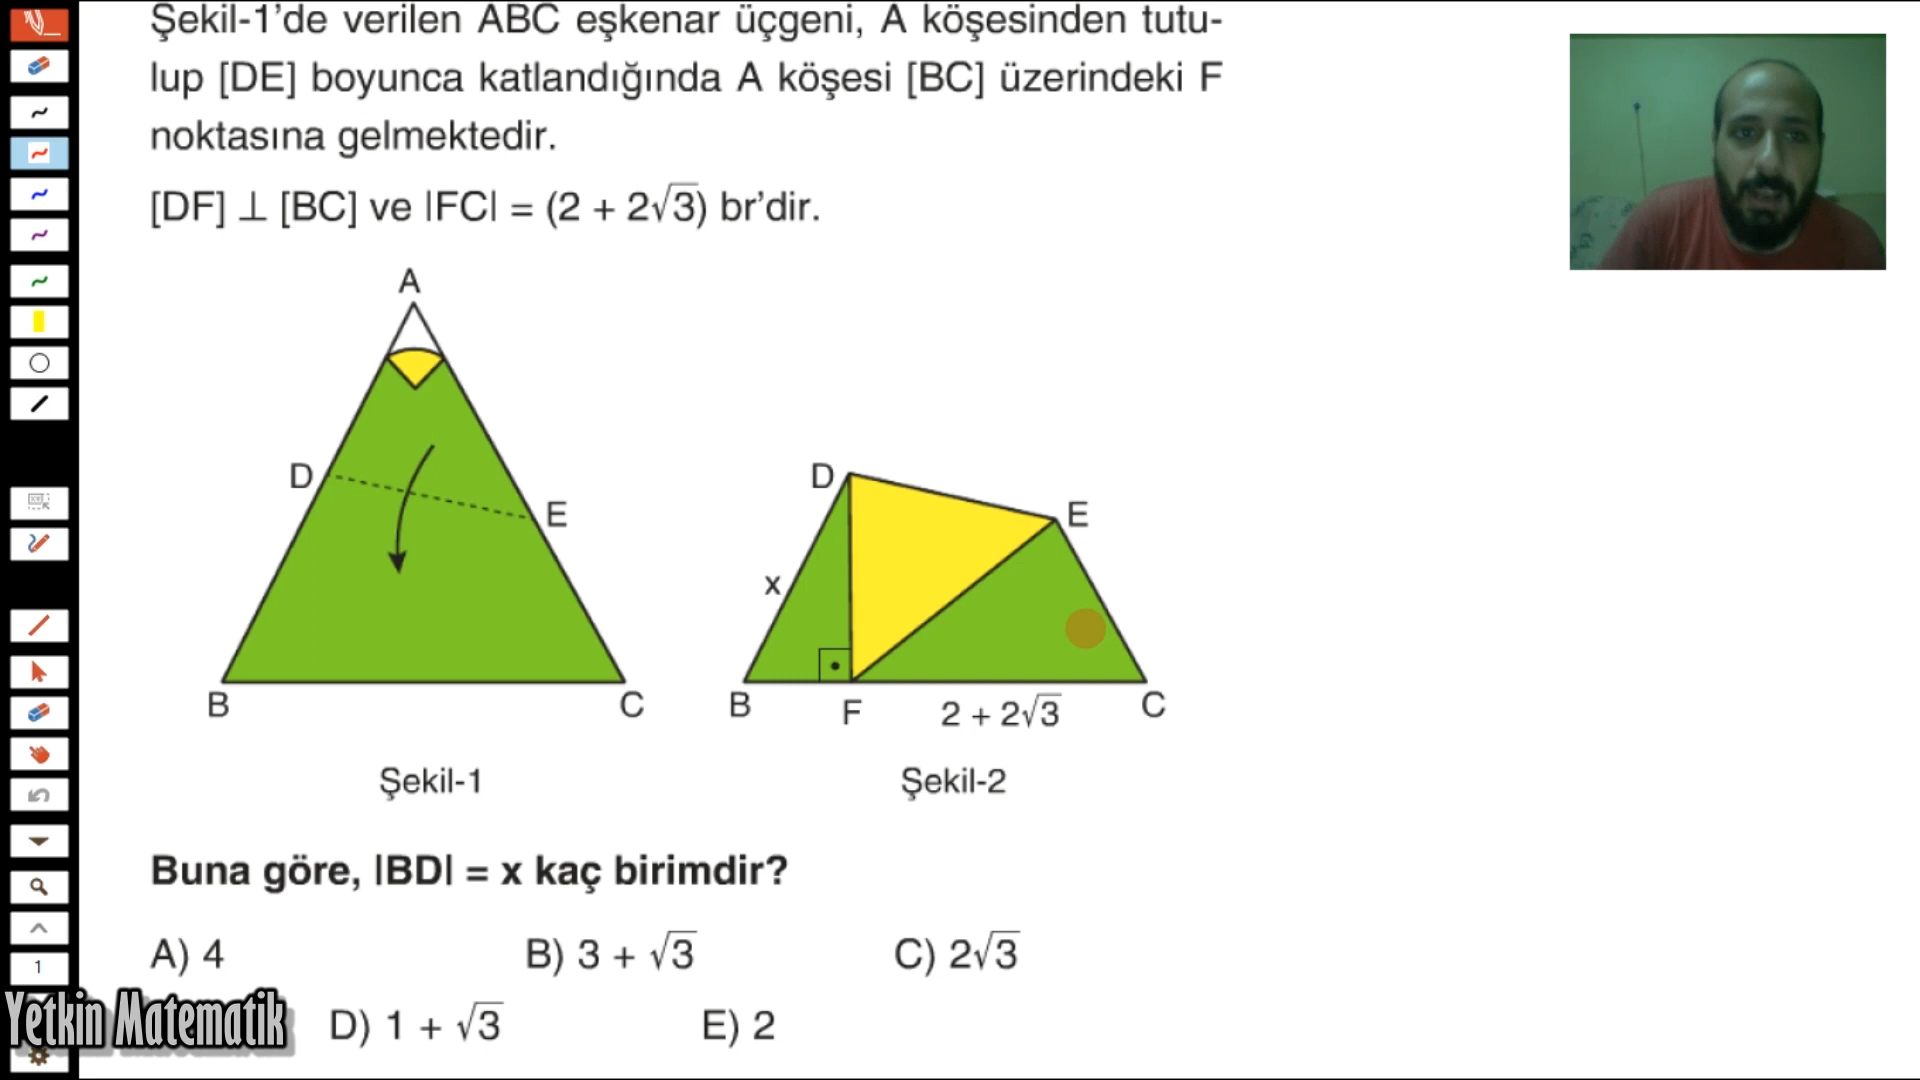 Şekil-1’de verilen ABC eşkenar üçgeni, A köşesinden tutu-
lup [DE] boyunca katlandığında A köşesi [BC] üzerindeki F
noktasına gelmektedir.
[DF] ⊥ [BC] ve |FC| = (2 + 2√3) br’dir.
A
D
E
B
C
Şekil-1
D
E
x
B
F
2 + 2√3
C
Şekil-2
Buna göre, |BD| = x kaç birimdir?
A) 4
B) 3 + √3
C) 2√3
D) 1 + √3
E) 2
1
Yetkin Matematik